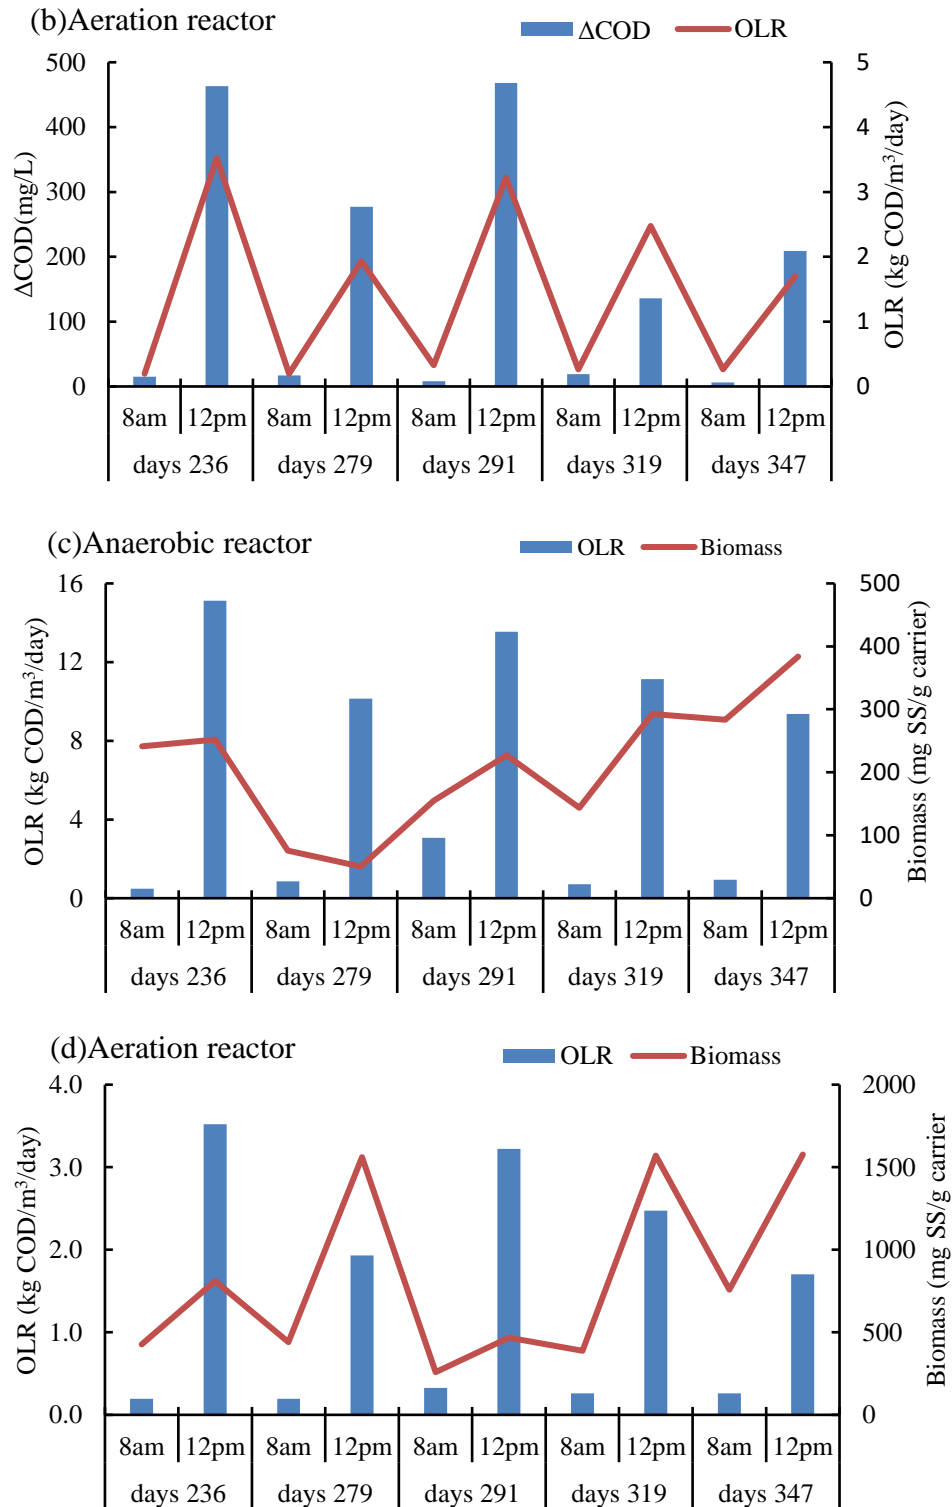 (b)Aeration reactor
ΔCOD OLR
500 5
400 4
300 3
200 2
100 1
0 0
ΔCOD(mg/L)
OLR (kg COD/m³/day)
8am 12pm 8am 12pm 8am 12pm 8am 12pm 8am 12pm
days 236 days 279 days 291 days 319 days 347
(c)Anaerobic reactor
OLR Biomass
16 500
12 400
8 300
4 200
0 100
0
OLR (kg COD/m³/day)
Biomass (mg SS/g carrier)
8am 12pm 8am 12pm 8am 12pm 8am 12pm 8am 12pm
days 236 days 279 days 291 days 319 days 347
(d)Aeration reactor
OLR Biomass
4.0 2000
3.0 1500
2.0 1000
1.0 500
0.0 0
OLR (kg COD/m³/day)
Biomass (mg SS/g carrier
8am 12pm 8am 12pm 8am 12pm 8am 12pm 8am 12pm
days 236 days 279 days 291 days 319 days 347